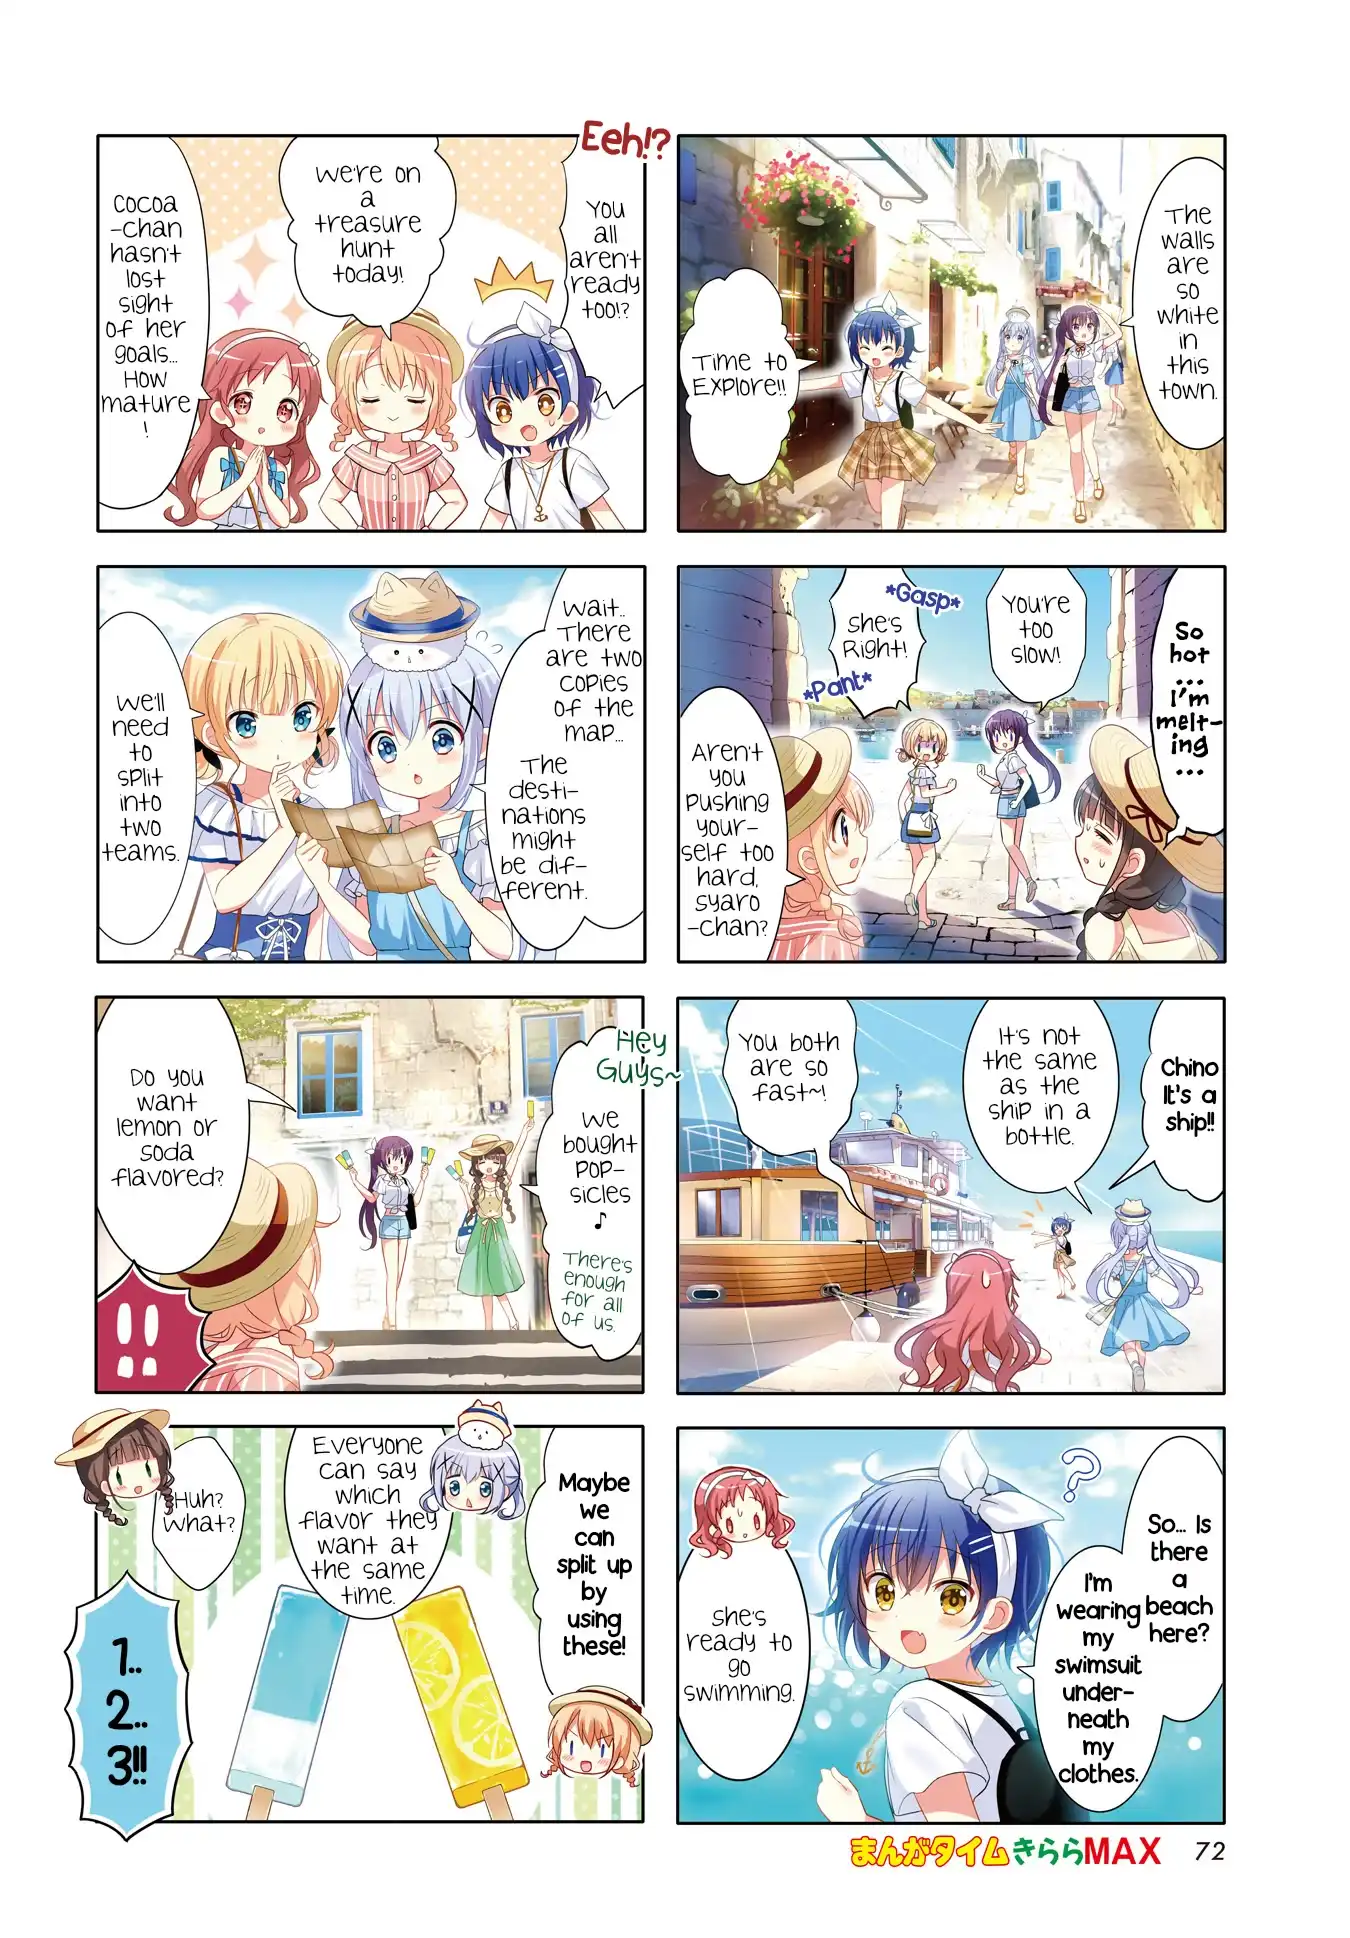 The
walls
are
so
white
in
this
town.
Time to
Explore!!
You're
too
slow!
*Gasp*
She's
Right!
*Pant*
So
hot
...
I'm
melt-
ing
...
Aren't
you
pushing
your-
self too
hard,
Syaro
-chan?
Chino
It's a
ship!!
It's not
the same
as the
ship in a
bottle.
You both
are so
fast~!
So... Is
there
a
beach
here?
I'm
wearing
my
swimsuit
under-
neath
my
clothes.
?
She's
ready to
go
swimming.
Eeh!?
You
all
aren't
ready
too!?
We're on
a
treasure
hunt
today!
Cocoa
-chan
hasn't
lost
sight
of her
goals...
How
mature
!
Wait..
There
are two
copies
of the
map...
The
desti-
nations
might
be dif-
ferent.
We'll
need
to
split
into
two
teams.
Hey
Guys~
We
bought
pop-
sicles
♪
There's
enough
for all
of us.
Do you
want
lemon or
soda
flavored?
!!
Maybe
we
can
split up
by
using
these!
Everyone
can say
which
flavor they
want at
the same
time.
Huh?
What?
1..
2..
3!!
まんがタイムきららMAX 72